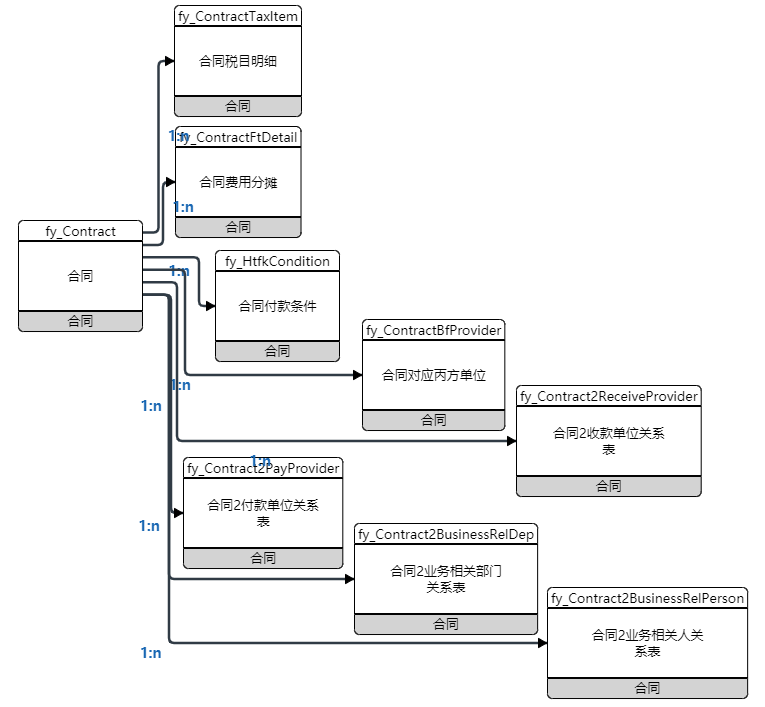 fy_ContractTaxItem
合同税目明细
合同
1:n
fy_ContractFtDetail
合同费用分摊
1:n
合同
fy_Contract
合同
合同
fy_HtfkCondition
1:n
合同付款条件
合同
fy_ContractBfProvider
合同对应丙方单位
合同
1:n
1:n
fy_Contract2ReceiveProvider
合同2收款单位关系
表
合同
1:n
fy_Contract2PayProvider
合同2付款单位关系
表
合同
1:n
fy_Contract2BusinessRelDep
合同2业务相关部门
关系表
合同
fy_Contract2BusinessRelPerson
合同2业务相关人关
系表
合同
1:n